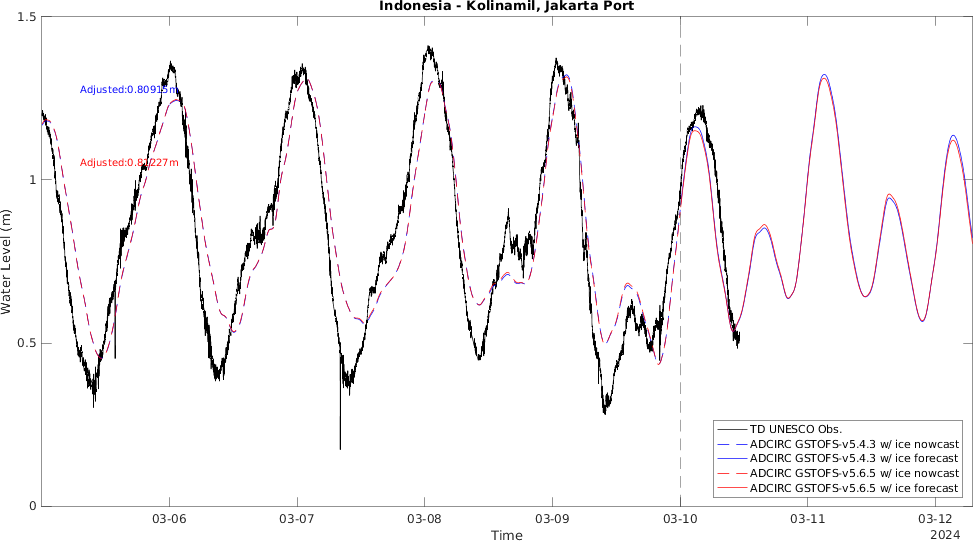 Indonesia - Kolinamil, Jakarta Port
1.5
Adjusted:0.80915m
Adjusted:0.82227m
1
0.5
0
Water Level (m)
TD UNESCO Obs.
ADCIRC GSTOFS-v5.4.3 w/ ice nowcast
ADCIRC GSTOFS-v5.4.3 w/ ice forecast
ADCIRC GSTOFS-v5.6.5 w/ ice nowcast
ADCIRC GSTOFS-v5.6.5 w/ ice forecast
03-06 03-07 03-08 03-09 03-10 03-11 03-12
Time
2024